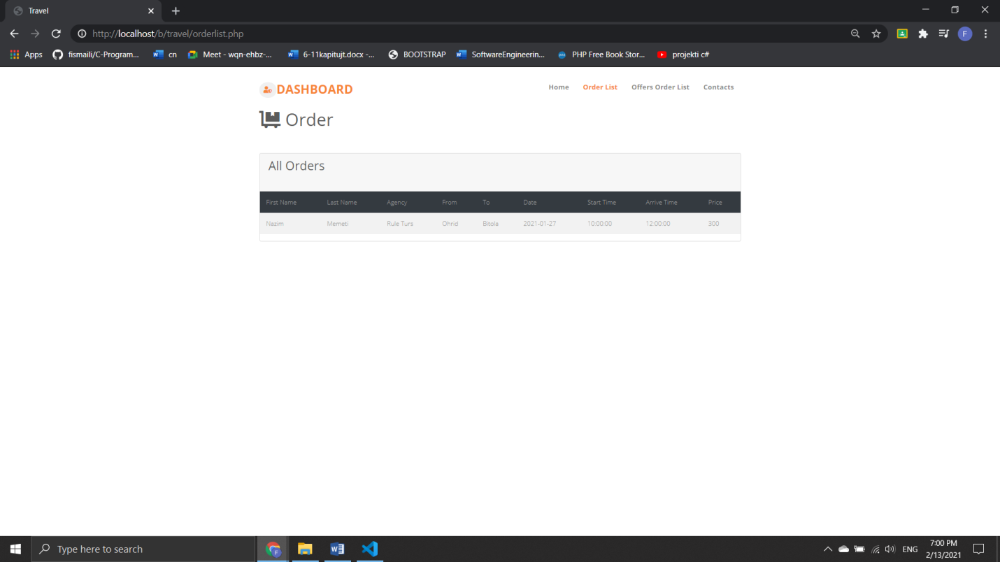 Travel
http://localhost/b/travel/orderlist.php
Apps fismaili/C-Program... cn Meet - wqn-ehbz-... 6-11kapitujt.docx -... BOOTSTRAP SoftwareEngineerin... PHP Free Book Stor... projekti c#
F
DASHBOARD Home Order List Offers Order List Contacts
Order
All Orders
First Name Last Name Agency From To Date Start Time Arrive Time Price
Nazim Memeti Rule Turs Ohrid Bitola 2021-01-27 10:00:00 12:00:00 300
Type here to search
ENG
7:00 PM
2/13/2021